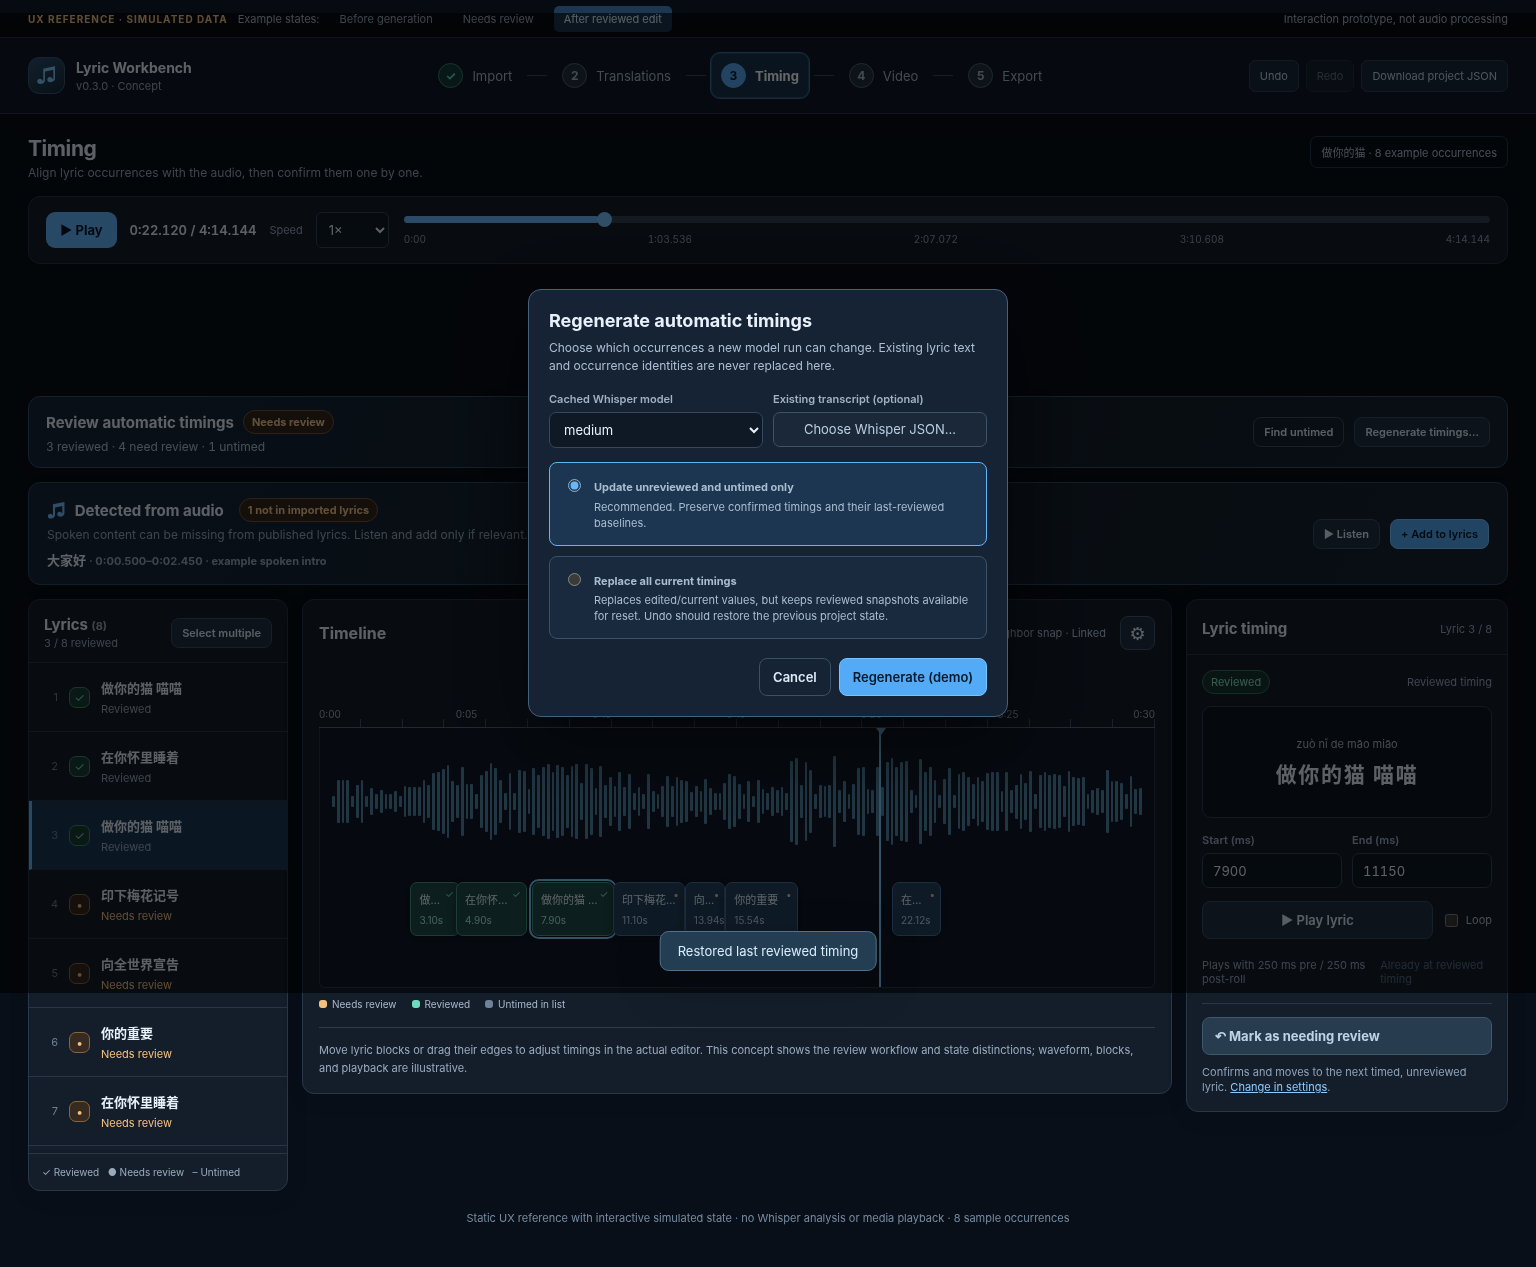 UX REFERENCE · SIMULATED DATA Example states: Before generation Needs review After reviewed edit Interaction prototype, not audio processing
Lyric Workbench
v0.3.0 · Concept
✓ Import 2 Translations 3 Timing 4 Video 5 Export
Undo Redo Download project JSON
Timing
Align lyric occurrences with the audio, then confirm them one by one.
做你的猫 · 8 example occurrences
▶ Play 0:22.120 / 4:14.144 Speed 1×
0:00 1:03.536 2:07.072 3:10.608 4:14.144
Regenerate automatic timings
Choose which occurrences a new model run can change. Existing lyric text
and occurrence identities are never replaced here.
Cached Whisper model Existing transcript (optional)
medium Choose Whisper JSON...
Update unreviewed and untimed only
Recommended. Preserve confirmed timings and their last-reviewed
baselines.
Replace all current timings
Replaces edited/current values, but keeps reviewed snapshots available
for reset. Undo should restore the previous project state.
Cancel Regenerate (demo)
Review automatic timings Needs review
3 reviewed · 4 need review · 1 untimed
Find untimed Regenerate timings...
Detected from audio 1 not in imported lyrics
Spoken content can be missing from published lyrics. Listen and add only if relevant.
大家好 · 0:00.500–0:02.450 · example spoken intro
▶ Listen + Add to lyrics
Lyrics (8)
3 / 8 reviewed
Select multiple
1 ✓ 做你的猫 喵喵
Reviewed
2 ✓ 在你怀里睡着
Reviewed
3 ✓ 做你的猫 喵喵
Reviewed
4 印下梅花记号
Needs review
5 向全世界宣告
Needs review
6 你的重要
Needs review
7 在你怀里睡着
Needs review
✓ Reviewed ● Needs review – Untimed
Timeline
snap · Linked ⚙
0:00 0:05 0:30
做... ✓ 在你怀... ✓ 做你的猫 ... ✓ 印下梅花... 向... 你的重要 在...
3.10s 4.90s 7.90s 11.10s 13.94s 15.54s 22.12s
Restored last reviewed timing
Needs review Reviewed Untimed in list
Move lyric blocks or drag their edges to adjust timings in the actual editor. This concept shows the review workflow and state distinctions; waveform, blocks,
and playback are illustrative.
Lyric timing Lyric 3 / 8
Reviewed Reviewed timing
zuò nǐ de māo miāo
做你的猫 喵喵
Start (ms) End (ms)
7900 11150
▶ Play lyric Loop
Plays with 250 ms pre / 250 ms
post-roll
Already at reviewed
timing
↶ Mark as needing review
Confirms and moves to the next timed, unreviewed
lyric. Change in settings.
Static UX reference with interactive simulated state · no Whisper analysis or media playback · 8 sample occurrences